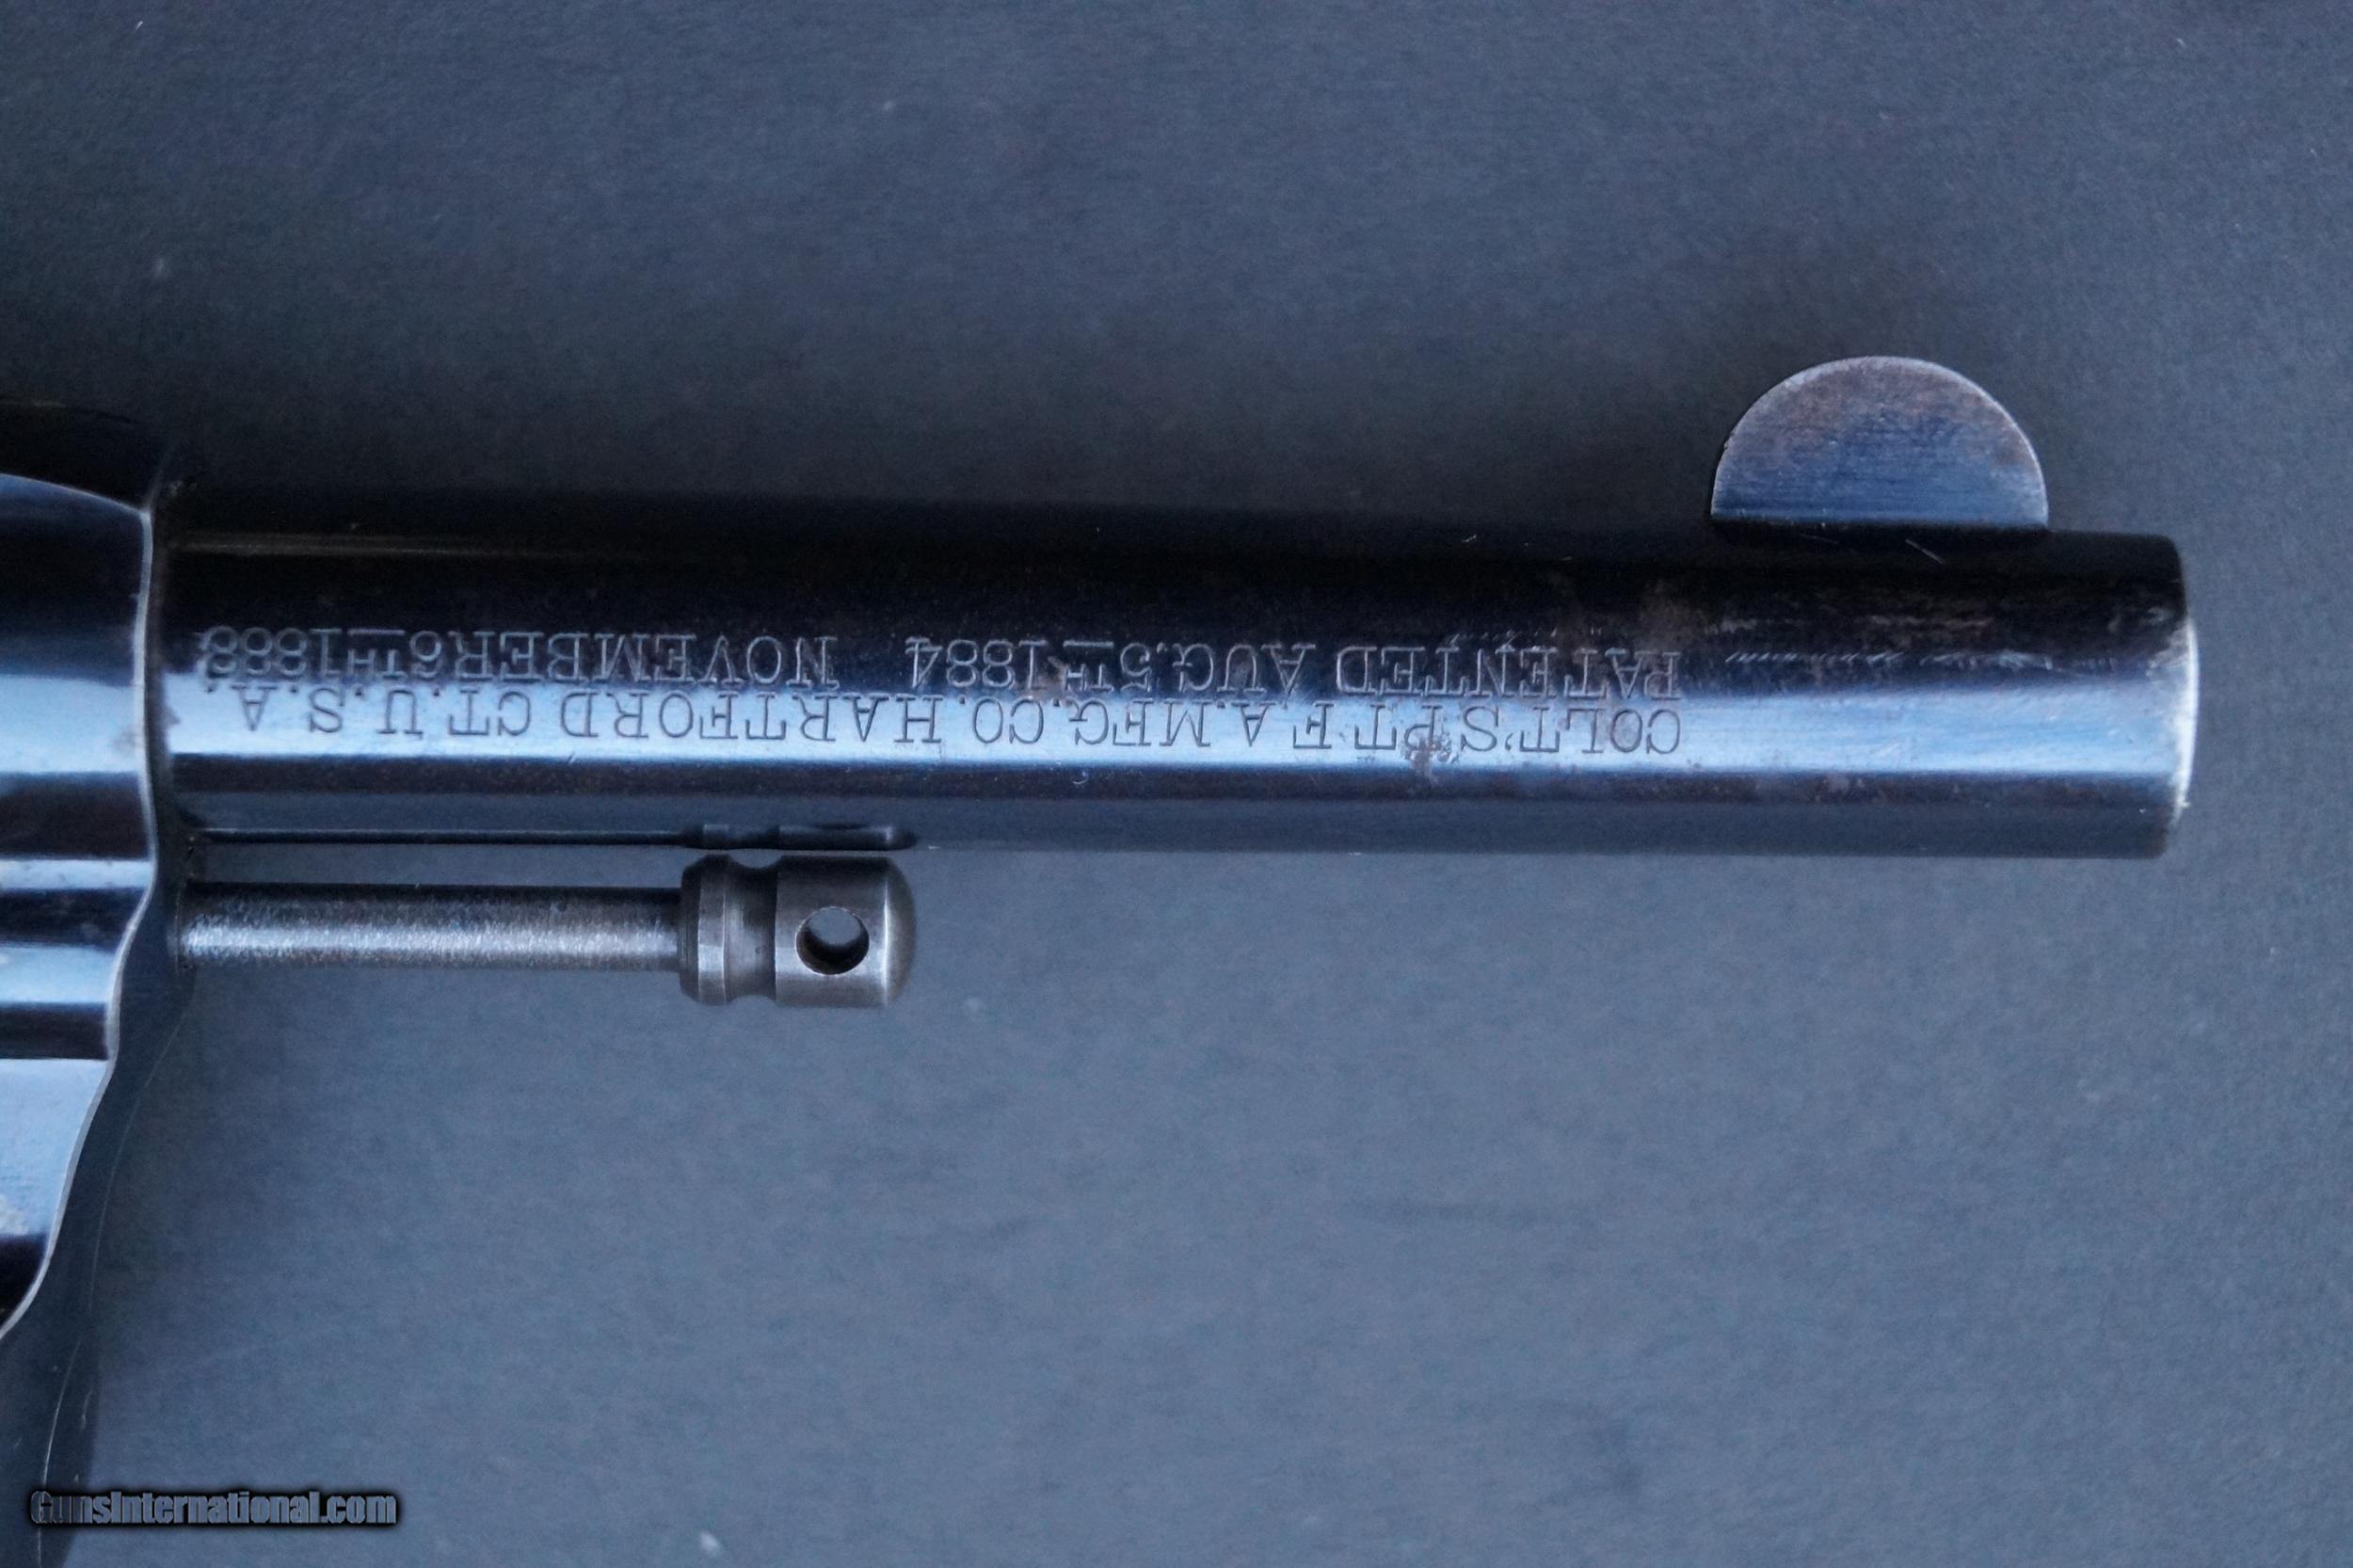 COLT'S PT. F. A. MFG. CO. HARTFORD CT. U. S. A.
PATENTED AUG. 5TH 1884 NOVEMBER 6TH 1888
GunsInternational.com